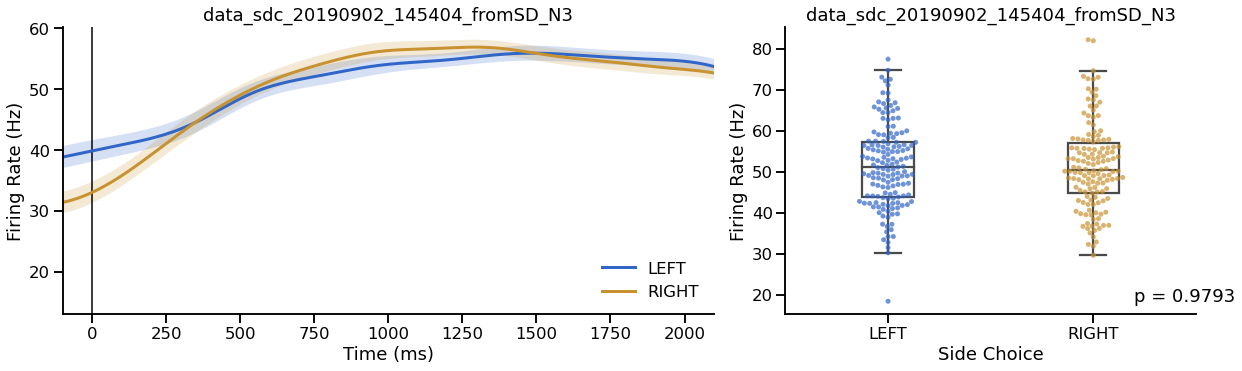 data_sdc_20190902_145404_fromSD_N3
60
50
40
30
20
Firing Rate (Hz)
LEFT
RIGHT
0
250
500
750
1000
1250
1500
1750
2000
Time (ms)
data_sdc_20190902_145404_fromSD_N3
80
70
60
50
40
30
20
Firing Rate (Hz)
p = 0.9793
LEFT
RIGHT
Side Choice